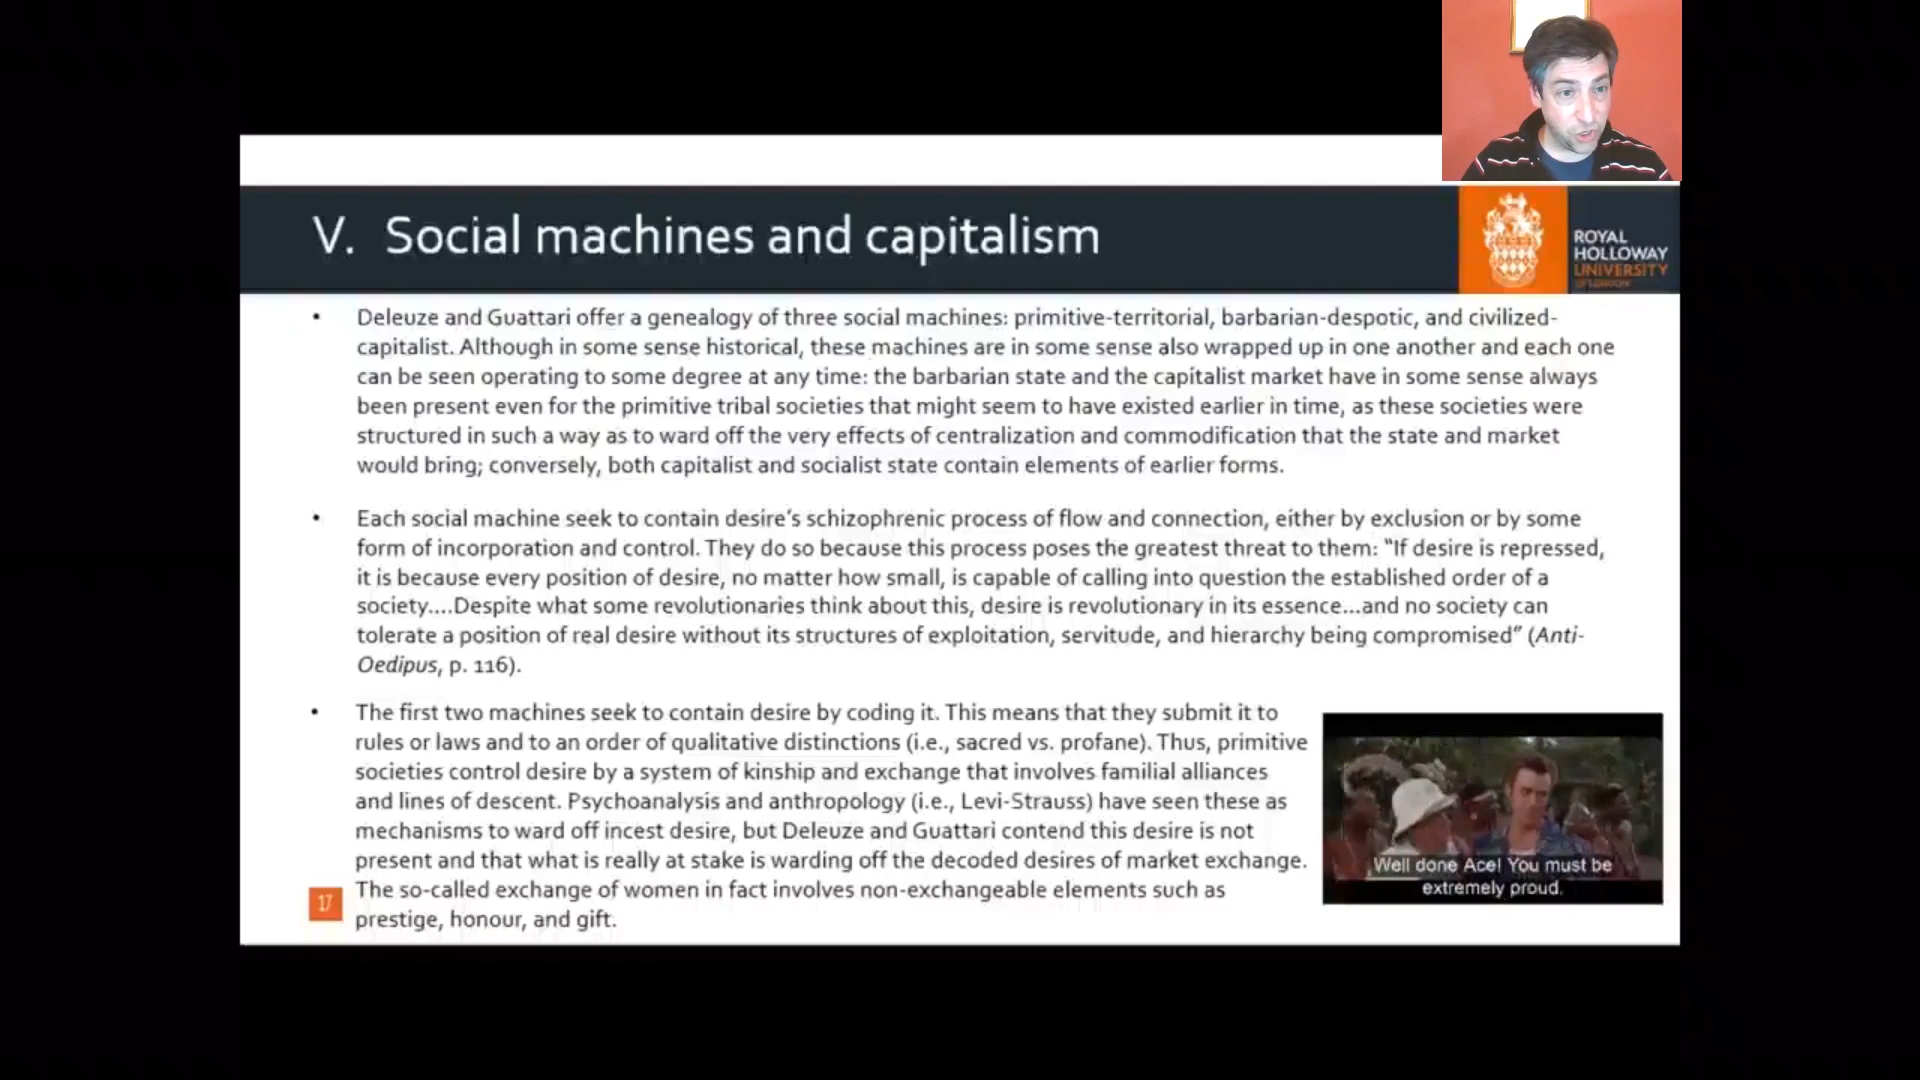 V. Social machines and capitalism
ROYAL
HOLLOWAY
UNIVERSITY
OF LONDON
• Deleuze and Guattari offer a genealogy of three social machines: primitive-territorial, barbarian-despotic, and civilized-
capitalist. Although in some sense historical, these machines are in some sense also wrapped up in one another and each one
can be seen operating to some degree at any time: the barbarian state and the capitalist market have in some sense always
been present even for the primitive tribal societies that might seem to have existed earlier in time, as these societies were
structured in such a way as to ward off the very effects of centralization and commodification that the state and market
would bring; conversely, both capitalist and socialist state contain elements of earlier forms.
• Each social machine seek to contain desire's schizophrenic process of flow and connection, either by exclusion or by some
form of incorporation and control. They do so because this process poses the greatest threat to them: "If desire is repressed,
it is because every position of desire, no matter how small, is capable of calling into question the established order of a
society....Despite what some revolutionaries think about this, desire is revolutionary in its essence...and no society can
tolerate a position of real desire without its structures of exploitation, servitude, and hierarchy being compromised" (Anti-
Oedipus, p. 116).
• The first two machines seek to contain desire by coding it. This means that they submit it to
rules or laws and to an order of qualitative distinctions (i.e., sacred vs. profane). Thus, primitive
societies control desire by a system of kinship and exchange that involves familial alliances
and lines of descent. Psychoanalysis and anthropology (i.e., Levi-Strauss) have seen these as
mechanisms to ward off incest desire, but Deleuze and Guattari contend this desire is not
present and that what is really at stake is warding off the decoded desires of market exchange.
The so-called exchange of women in fact involves non-exchangeable elements such as
prestige, honour, and gift.
Well done Ace! You must be
extremely proud.
17